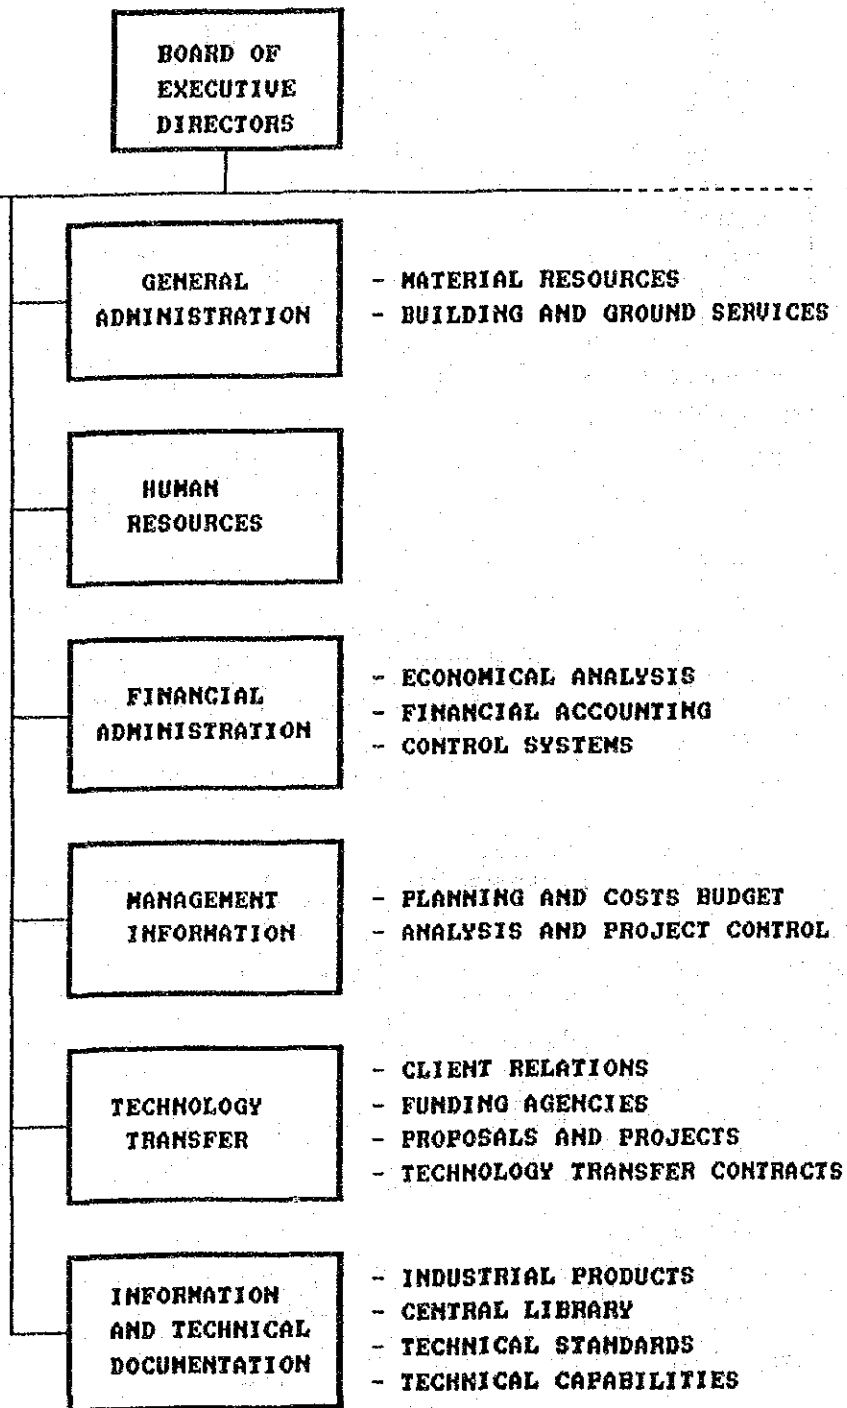 BOARD OF
EXECUTIVE
DIRECTORS
GENERAL
ADMINISTRATION
- MATERIAL RESOURCES
- BUILDING AND GROUND SERVICES
HUMAN
RESOURCES
FINANCIAL
ADMINISTRATION
- ECONOMICAL ANALYSIS
- FINANCIAL ACCOUNTING
- CONTROL SYSTEMS
MANAGEMENT
INFORMATION
- PLANNING AND COSTS BUDGET
- ANALYSIS AND PROJECT CONTROL
TECHNOLOGY
TRANSFER
- CLIENT RELATIONS
- FUNDING AGENCIES
- PROPOSALS AND PROJECTS
- TECHNOLOGY TRANSFER CONTRACTS
INFORMATION
AND TECHNICAL
DOCUMENTATION
- INDUSTRIAL PRODUCTS
- CENTRAL LIBRARY
- TECHNICAL STANDARDS
- TECHNICAL CAPABILITIES